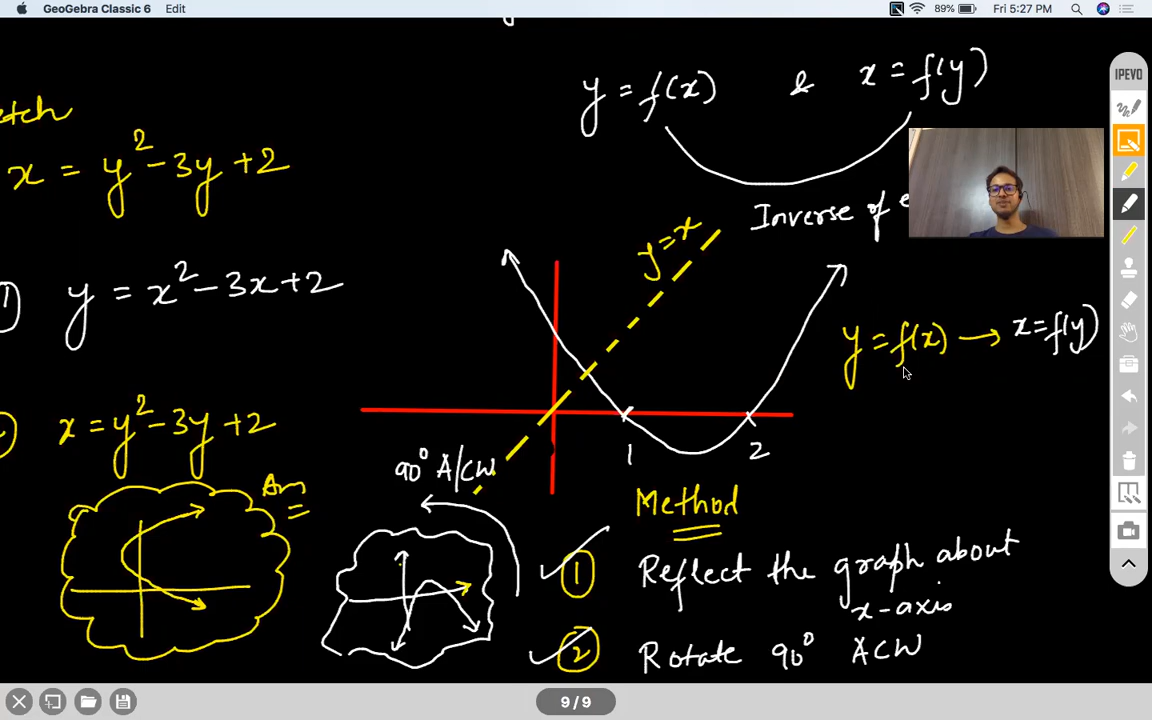 GeoGebra Classic 6 Edit 89% Fri 5:27 PM
IPEVO
y = f(x) & x = f(y)
Inverse of
x = y² - 3y + 2
y = x
① y = x² - 3x + 2
y = f(x) → x = f(y)
1 2
② x = y² - 3y + 2
90° A/CW
Ans
Method
① Reflect the graph about
x-axis
② Rotate 90° ACW
9 / 9